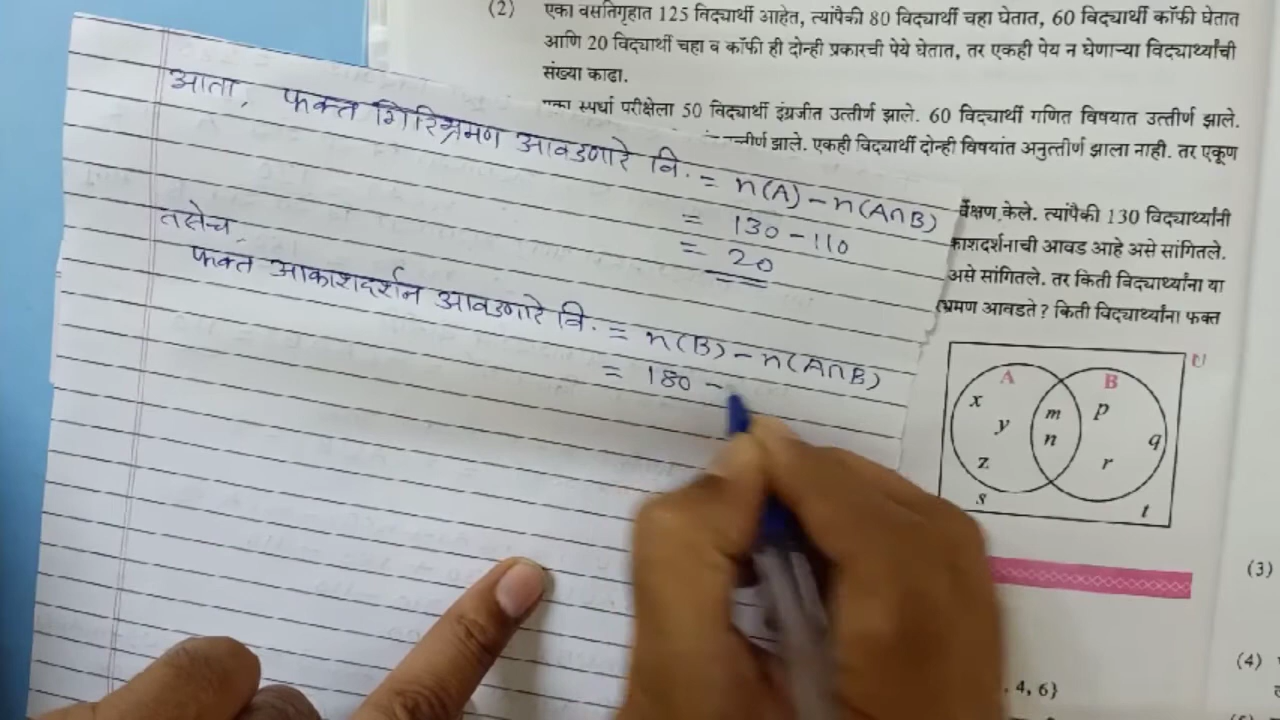 (2) एका वसतिगृहात 125 विद्यार्थी आहेत, त्यांपैकी 80 विद्यार्थी चहा घेतात, 60 विद्यार्थी कॉफी घेतात
आणि 20 विद्यार्थी चहा व कॉफी ही दोन्ही प्रकारची पेये घेतात, तर एकही पेय न घेणाऱ्या विद्यार्थ्यांची
संख्या काढा.
स्पर्धा परीक्षेला 50 विद्यार्थी इंग्रजीत उत्तीर्ण झाले. 60 विद्यार्थी गणित विषयात उत्तीर्ण झाले.
झाले. एकही विद्यार्थी दोन्ही विषयांत अनुत्तीर्ण झाला नाही. तर एकूण
केले. त्यांपैकी 130 विद्यार्थ्यांनी
आवड आहे असे सांगितले.
असे सांगितले. तर किती विद्यार्थ्यांना या
आवडते ? किती विद्यार्थ्यांना फक्त
आता, फक्त गिरिभ्रमण आवडणारे वि. = n(A) - n(A∩B)
= 130 - 110
= 20
तसेच,
फक्त आकाशदर्शन आवडणारे वि. = n(B) - n(A∩B)
= 180 -
U
A B
x m p
y n q
z r
s t
(3)
(4)
, 4, 6}